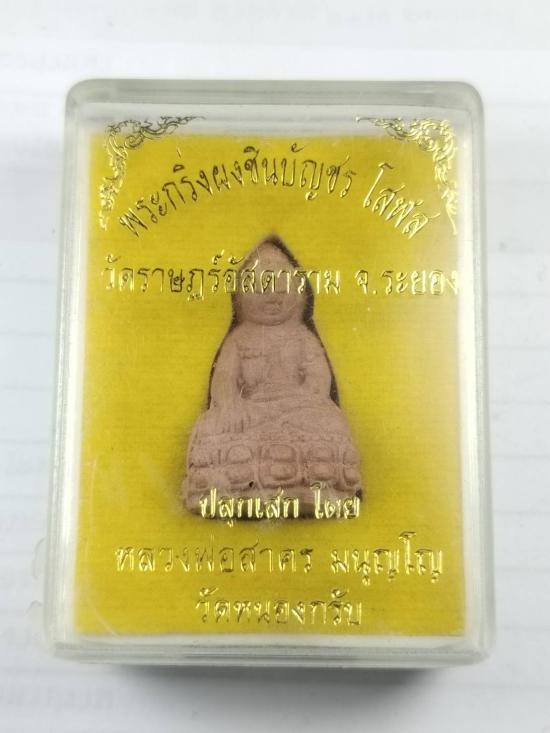 พระกริ่งผงชินบัญชร โสฬส
วัดราษฎร์อัสดาราม จ.ระยอง
ปลุกเสก โดย
หลวงพ่อสาคร มนุญโญ
วัดหนองกรับ